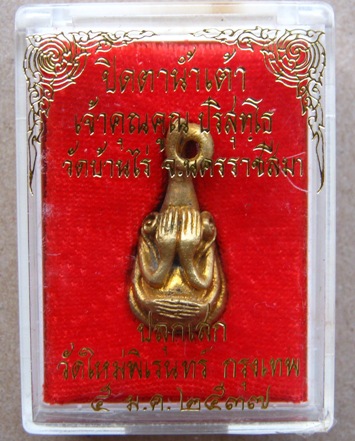 ปิดตาน้ำเต้า
เจ้าคุณคูณ ปริสุทฺโธ
วัดบ้านไร่ จ.นครราชสีมา
ปลุกเสก
วัดใหม่พิเรนทร์ กรุงเทพ
๕ ม.ค.๒๕๓๗